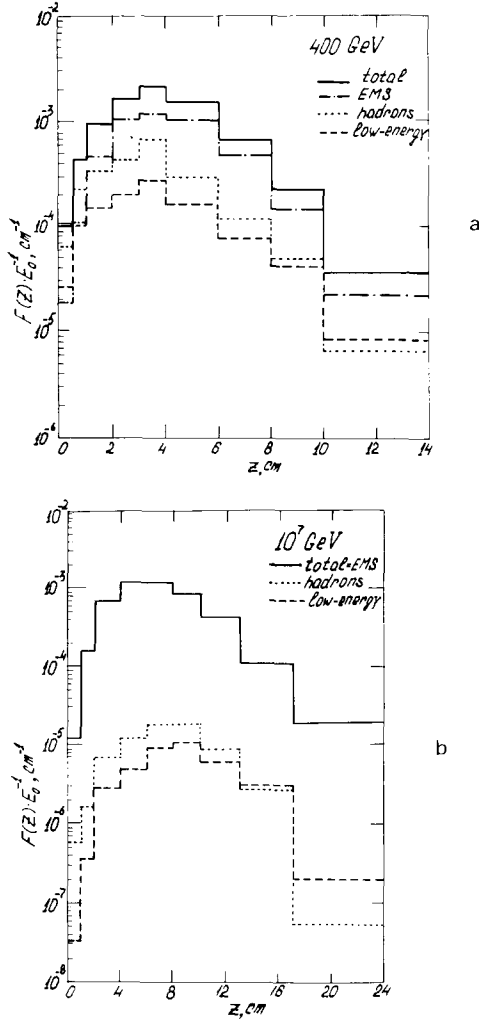 10⁻²
400 GeV
total
EMS
hadrons
low-energy
10⁻³
10⁻⁴
10⁻⁵
10⁻⁶
F(Z)·E₀⁻¹, cm⁻¹
0 2 4 6 8 10 12 14
Z, cm
a
10⁻²
10⁷ GeV
total=EMS
hadrons
low-energy
10⁻³
10⁻⁴
10⁻⁵
10⁻⁶
10⁻⁷
10⁻⁸
F(Z)·E₀⁻¹, cm⁻¹
0 4 8 12 16 20 24
Z, cm
b